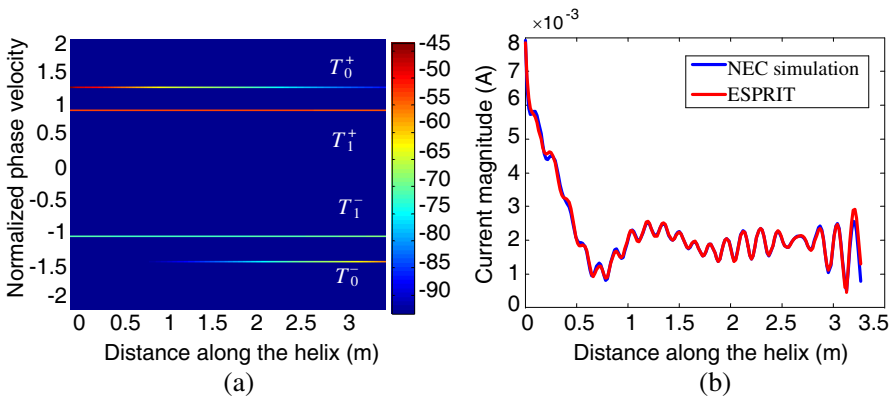 2
1.5
1
0.5
0
-0.5
-1
-1.5
-2
Normalized phase velocity
T₀⁺
T₁⁺
T₁⁻
T₀⁻
0 0.5 1 1.5 2 2.5 3
Distance along the helix (m)
-45
-50
-55
-60
-65
-70
-75
-80
-85
-90
(a)
×10⁻³
8
7
6
5
4
3
2
1
0
Current magnitude (A)
NEC simulation
ESPRIT
0 0.5 1 1.5 2 2.5 3 3.5
Distance along the helix (m)
(b)